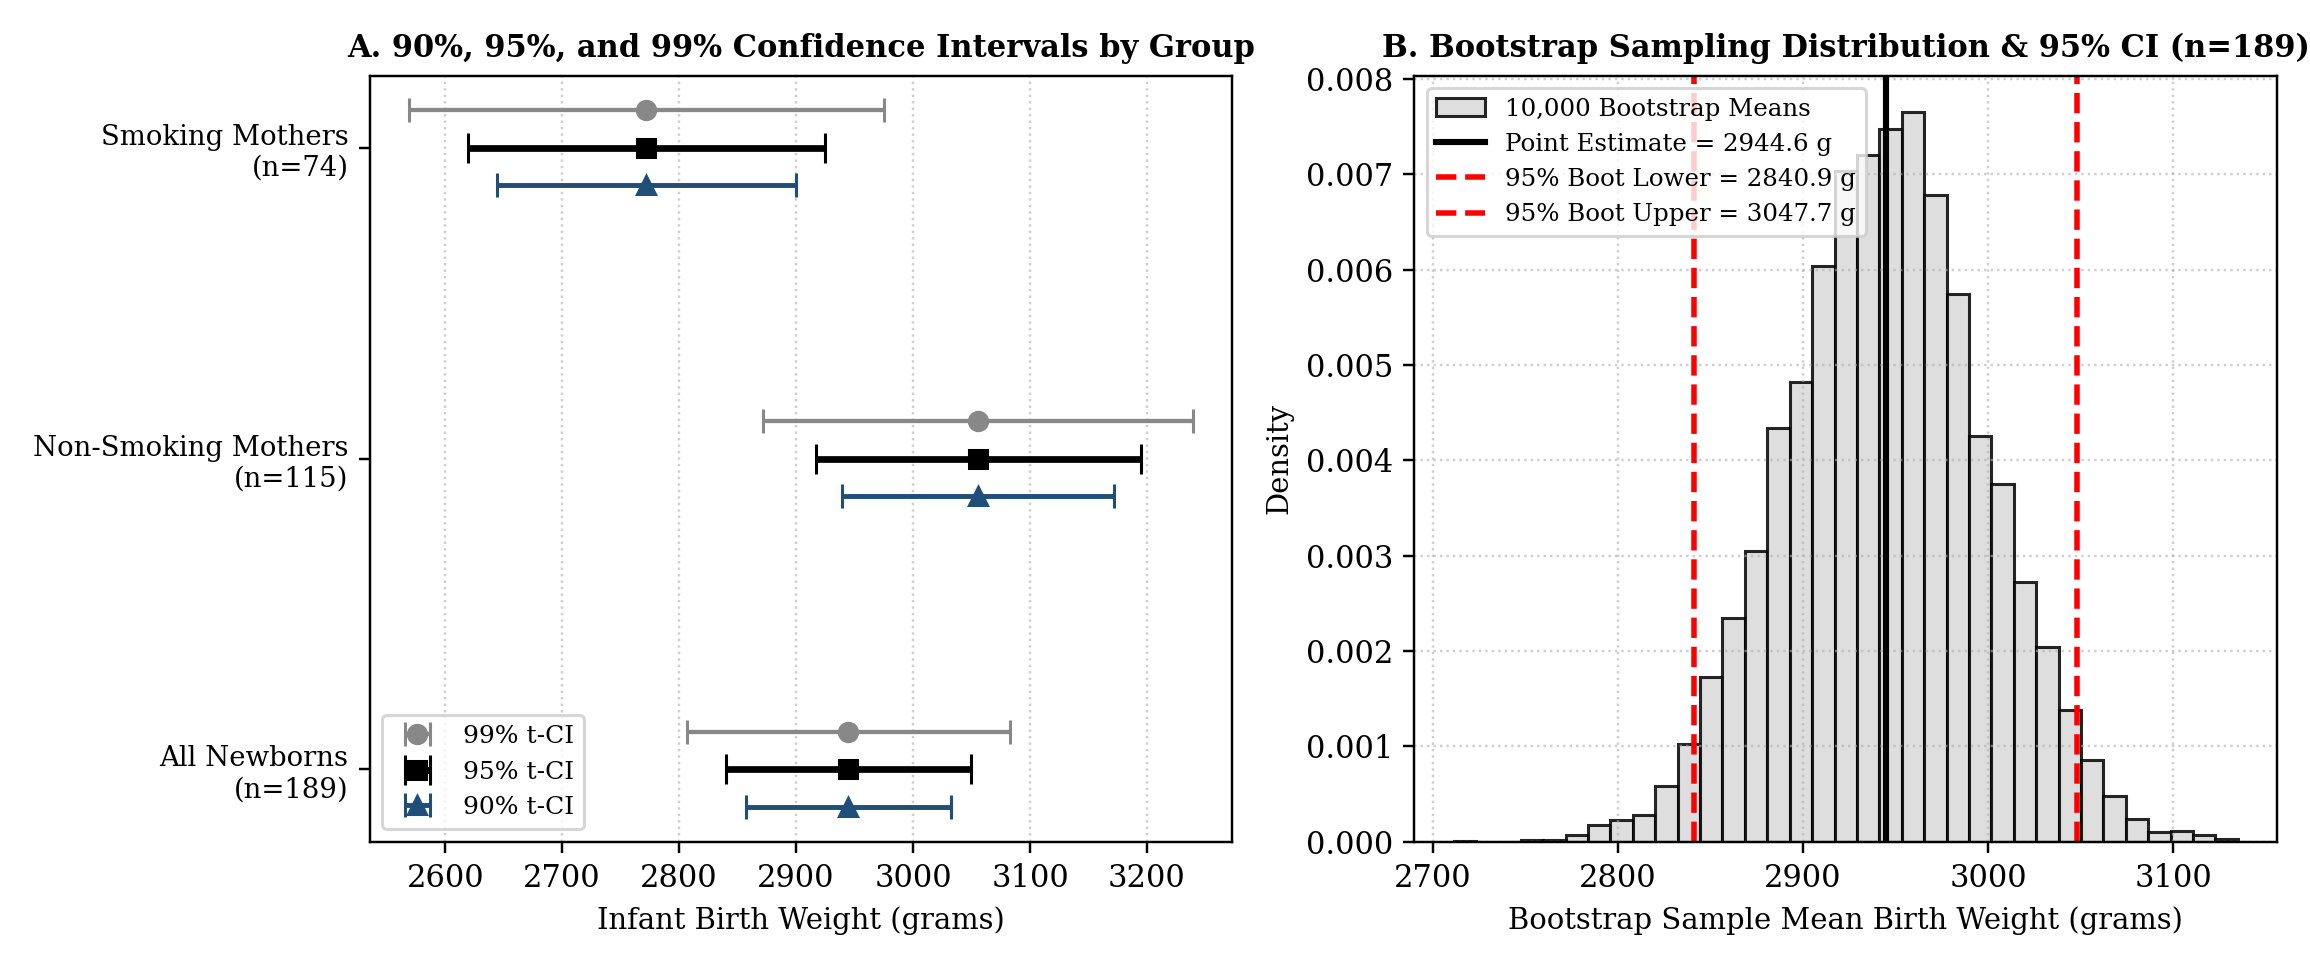 A. 90%, 95%, and 99% Confidence Intervals by Group
Smoking Mothers
(n=74)
Non-Smoking Mothers
(n=115)
All Newborns
(n=189)
99% t-CI
95% t-CI
90% t-CI
2600 2700 2800 2900 3000 3100 3200
Infant Birth Weight (grams)
B. Bootstrap Sampling Distribution & 95% CI (n=189)
10,000 Bootstrap Means
Point Estimate = 2944.6 g
95% Boot Lower = 2840.9 g
95% Boot Upper = 3047.7 g
0.008
0.007
0.006
0.005
0.004
0.003
0.002
0.001
0.000
Density
2700 2800 2900 3000 3100
Bootstrap Sample Mean Birth Weight (grams)